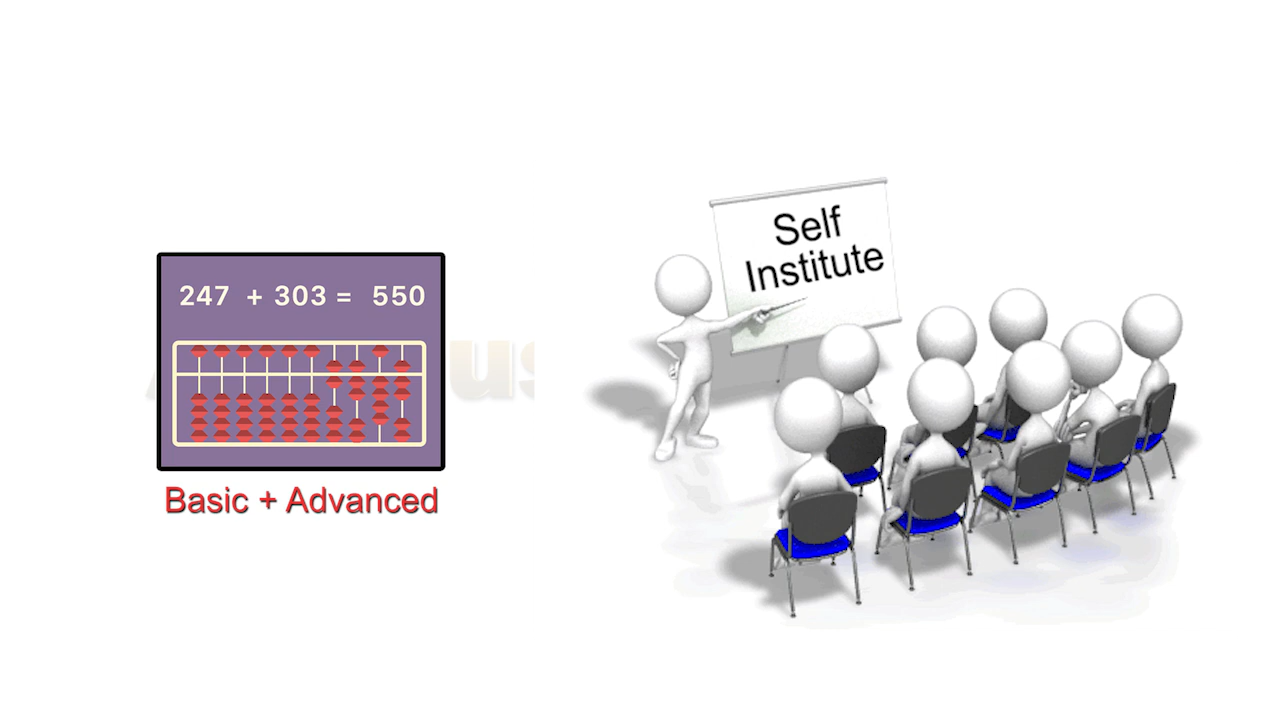 247 + 303 = 550
Basic + Advanced
Self
Institute